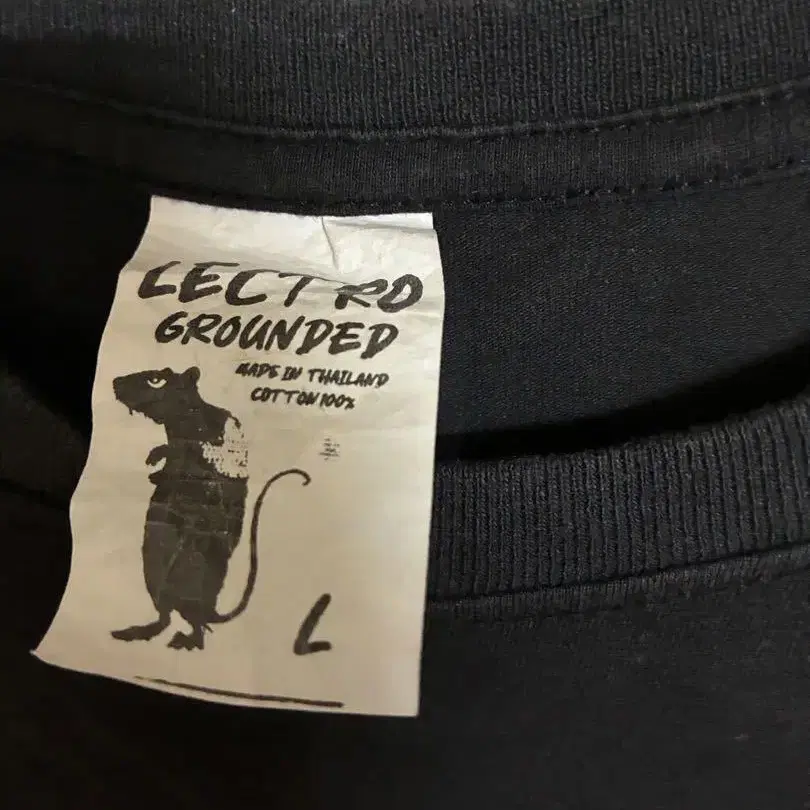 LECTRO
GROUNDED
MADE IN THAILAND
COTTON 100%
L